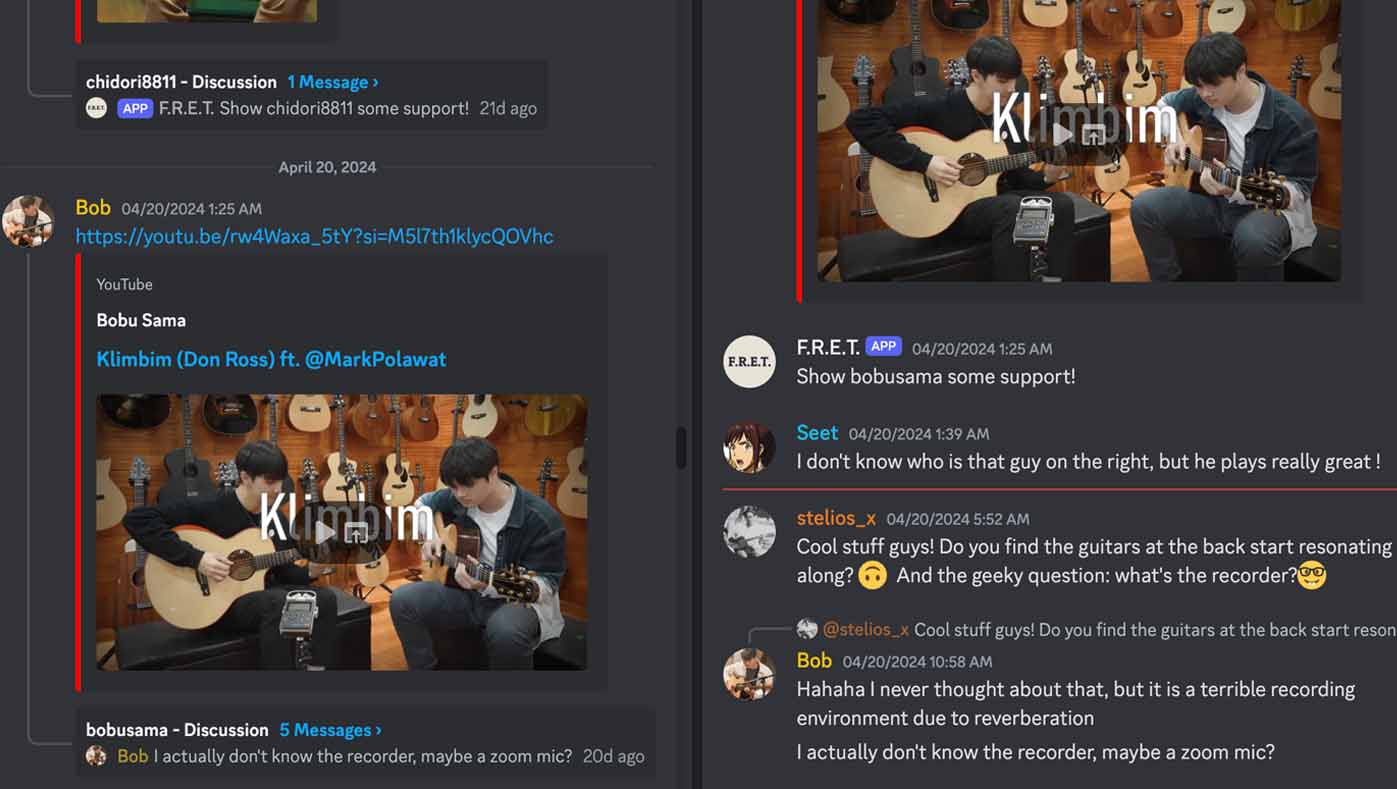 chidori8811 - Discussion 1 Message ›
F.R.E.T. APP F.R.E.T. Show chidori8811 some support! 21d ago
April 20, 2024
Bob 04/20/2024 1:25 AM
https://youtu.be/rw4Waxa_5tY?si=M5l7th1klycQOVhc
YouTube
Bobu Sama
Klimbim (Don Ross) ft. @MarkPolawat
Klimbim
bobusama - Discussion 5 Messages ›
Bob I actually don't know the recorder, maybe a zoom mic? 20d ago
Klimbim
F.R.E.T. F.R.E.T. APP 04/20/2024 1:25 AM
Show bobusama some support!
Seet 04/20/2024 1:39 AM
I don't know who is that guy on the right, but he plays really great !
stelios_x 04/20/2024 5:52 AM
Cool stuff guys! Do you find the guitars at the back start resonating
along? 🙃 And the geeky question: what's the recorder?🤓
@stelios_x Cool stuff guys! Do you find the guitars at the back start reson
Bob 04/20/2024 10:58 AM
Hahaha I never thought about that, but it is a terrible recording
environment due to reverberation
I actually don't know the recorder, maybe a zoom mic?